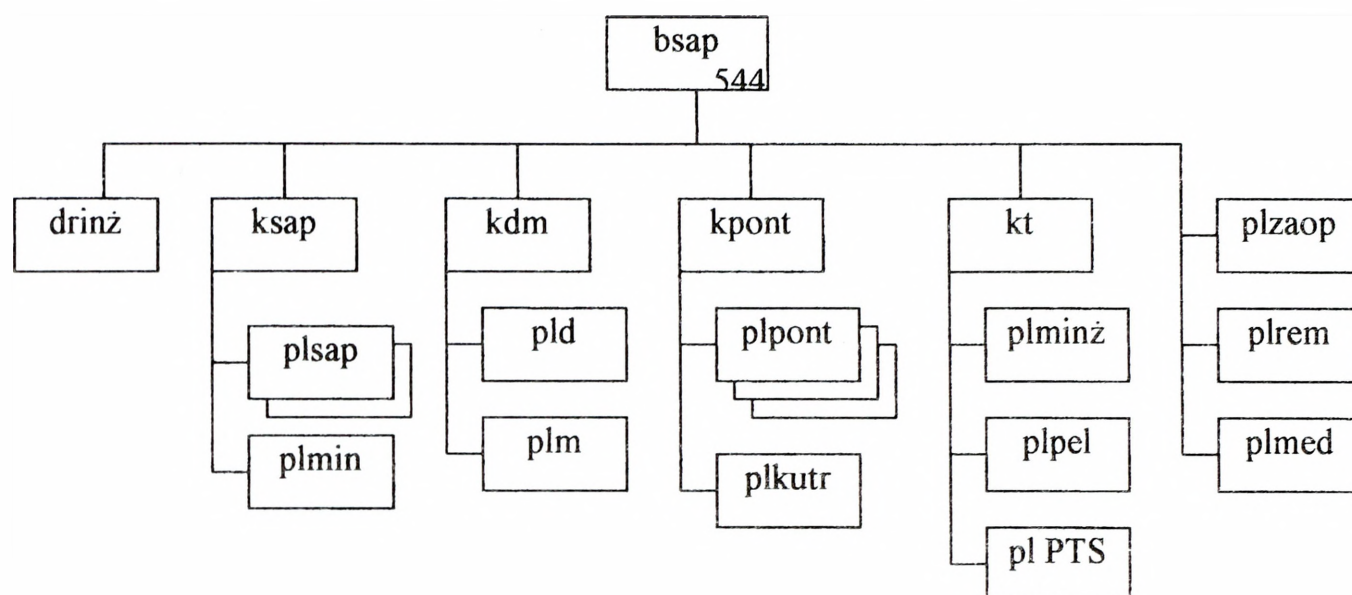 bsap
544
drinż
ksap
kdm
kpont
kt
plzaop
plsap
pld
plpont
plminż
plrem
plmin
plm
plkutr
plpel
plmed
pl PTS